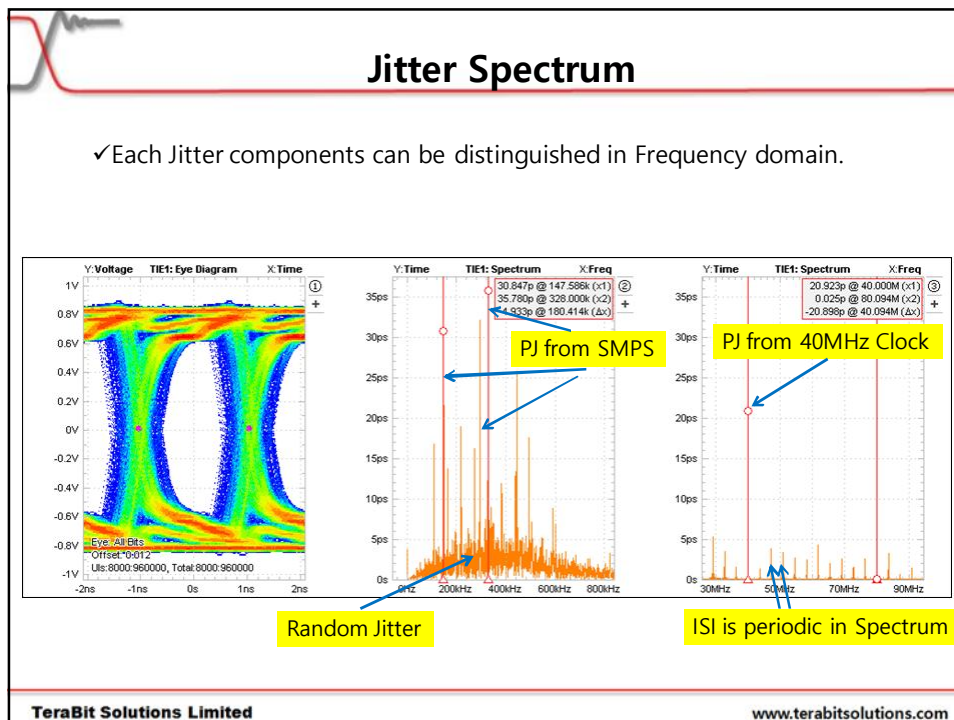 Jitter Spectrum
✓Each Jitter components can be distinguished in Frequency domain.
Y:Voltage TIE1: Eye Diagram X:Time
①
+
1V
0.8V
0.6V
0.4V
0.2V
0V
-0.2V
-0.4V
-0.6V
-0.8V
-1V
Eye: All Bits
Offset: 0.012
UIs:8000:960000, Total:8000:960000
-2ns -1ns 0s 1ns 2ns
Y:Time TIE1: Spectrum X:Freq
30.847p @ 147.586k (x1) ②
35.780p @ 328.000k (x2) +
4.933p @ 180.414k (Δx)
PJ from SMPS
35ps
30ps
25ps
20ps
15ps
10ps
5ps
0s
0Hz 200kHz 400kHz 600kHz 800kHz
Random Jitter
Y:Time TIE1: Spectrum X:Freq
20.923p @ 40.000M (x1) ③
0.025p @ 80.094M (x2) +
-20.898p @ 40.094M (Δx)
PJ from 40MHz Clock
35ps
30ps
25ps
20ps
15ps
10ps
5ps
0s
30MHz 50MHz 70MHz 90MHz
ISI is periodic in Spectrum
TeraBit Solutions Limited
www.terabitsolutions.com